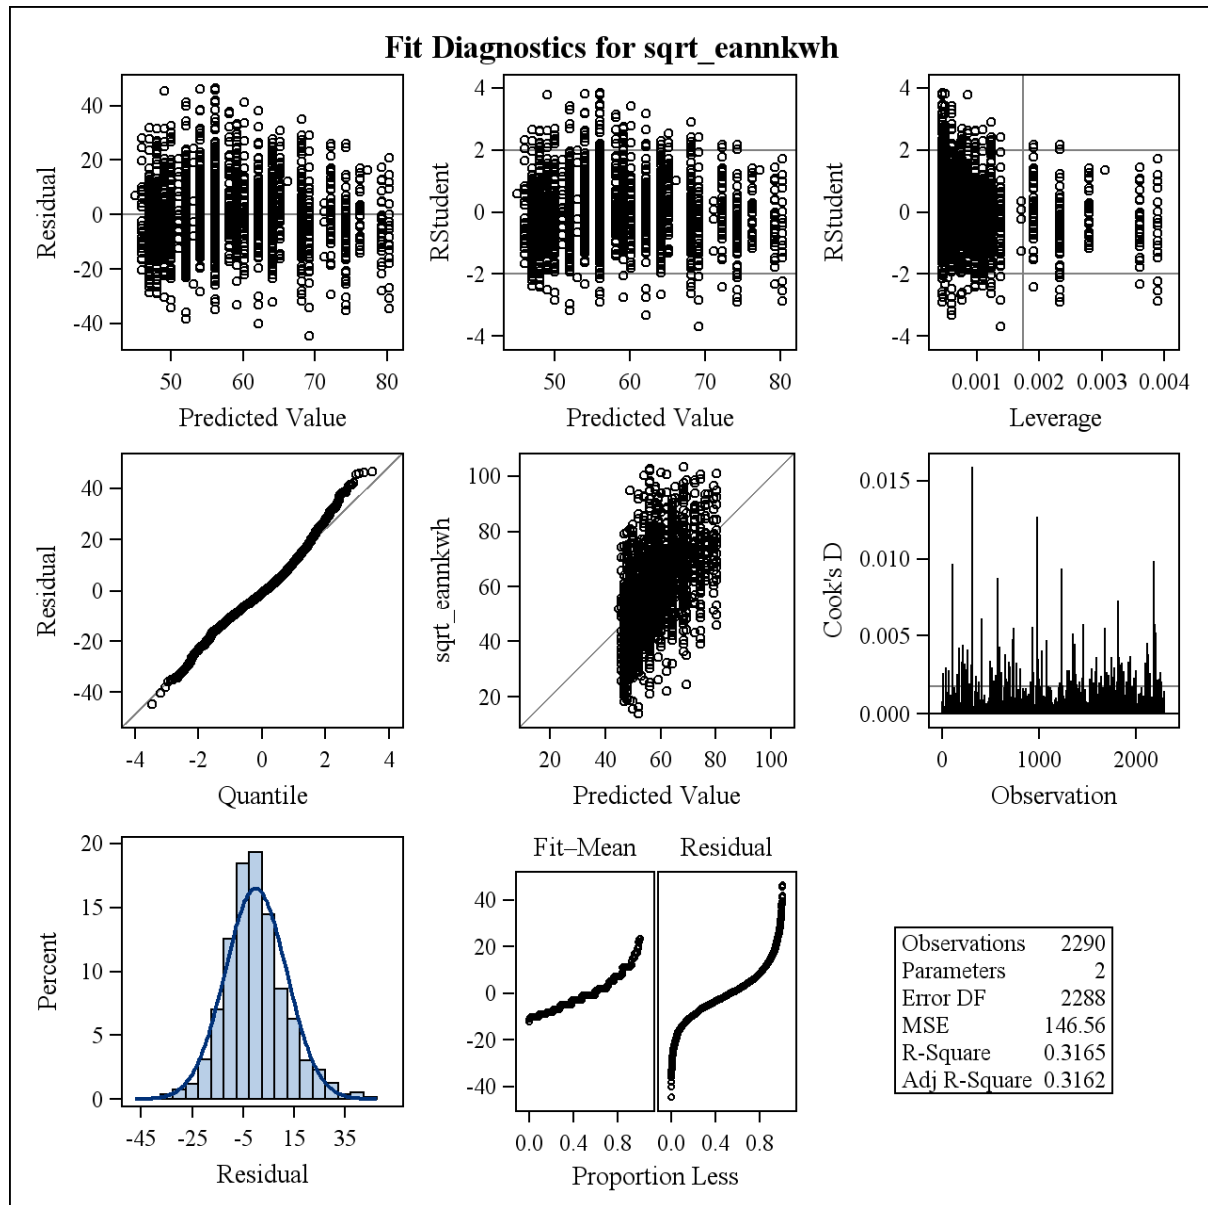 Fit Diagnostics for sqrt_eannkwh
40
20
0
-20
-40
Residual
50 60 70 80
Predicted Value
4
2
0
-2
-4
RStudent
50 60 70 80
Predicted Value
4
2
0
-2
-4
RStudent
0.001 0.002 0.003 0.004
Leverage
40
20
0
-20
-40
Residual
-4 -2 0 2 4
Quantile
100
80
60
40
20
sqrt_eannkwh
20 40 60 80 100
Predicted Value
0.015
0.010
0.005
0.000
Cook's D
0 1000 2000
Observation
20
15
10
5
0
Percent
-45 -25 -5 15 35
Residual
Fit–Mean Residual
40
20
0
-20
-40
0.0 0.4 0.8 0.0 0.4 0.8
Proportion Less
Observations 2290
Parameters 2
Error DF 2288
MSE 146.56
R-Square 0.3165
Adj R-Square 0.3162